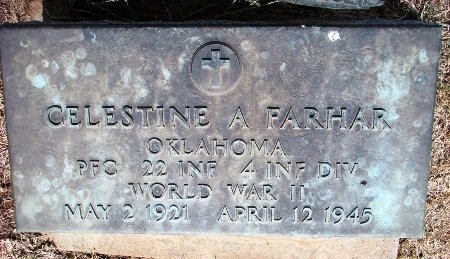 CELESTINE A FARHAR
OKLAHOMA
PFC 22 INF 4 INF DIV
WORLD WAR II
MAY 2 1921 APRIL 12 1945